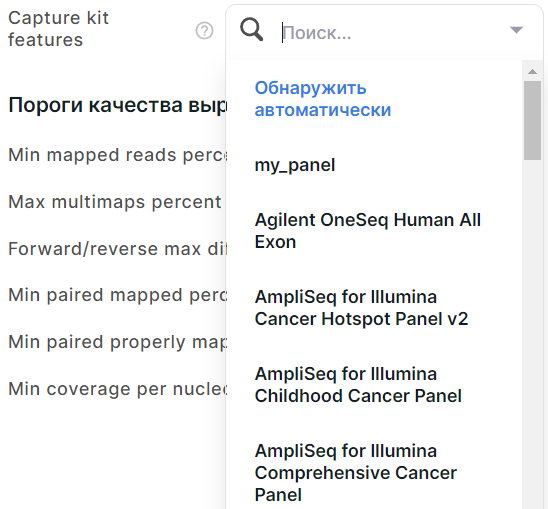 Capture kit
features
Поиск...
Обнаружить
автоматически
my_panel
Agilent OneSeq Human All
Exon
AmpliSeq for Illumina
Cancer Hotspot Panel v2
AmpliSeq for Illumina
Childhood Cancer Panel
AmpliSeq for Illumina
Comprehensive Cancer
Panel
Пороги качества выр
Min mapped reads perce
Max multimaps percent
Forward/reverse max dif
Min paired mapped perc
Min paired properly map
Min coverage per nucleo